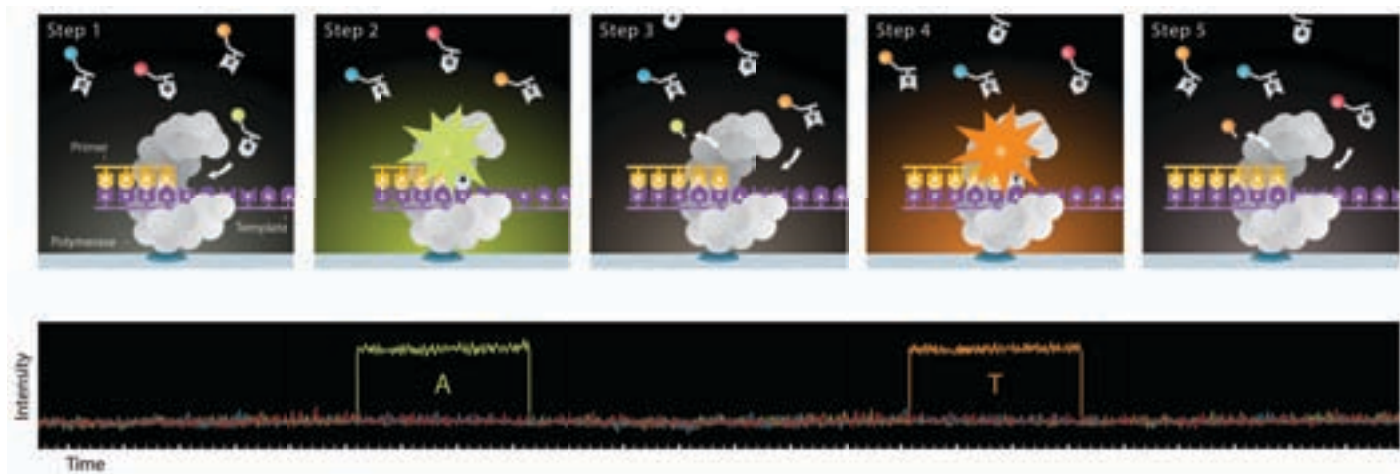 Step 1
Step 2
Step 3
Step 4
Step 5
Primer
Template
Polymerase
Intensity
A
T
Time